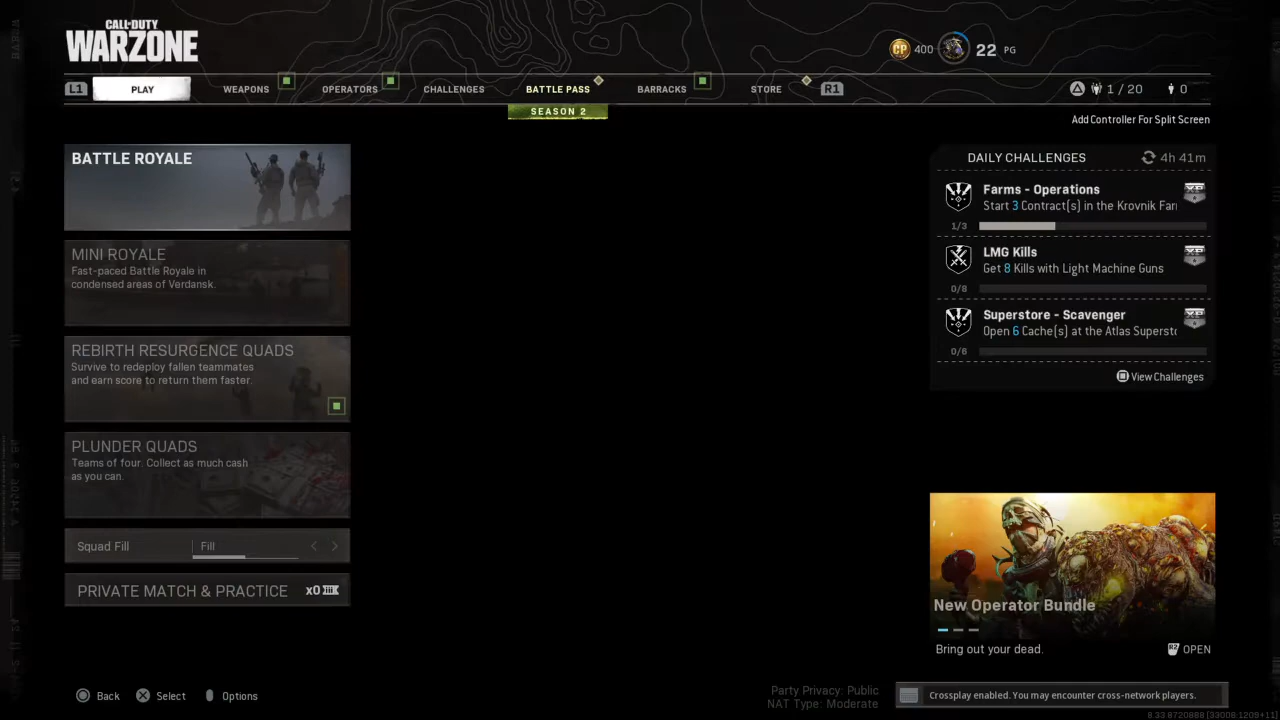 CALL OF DUTY
WARZONE
CP 400 22 PG
L1 PLAY WEAPONS OPERATORS CHALLENGES BATTLE PASS BARRACKS STORE R1 1 / 20 0
SEASON 2
Add Controller For Split Screen
BATTLE ROYALE
MINI ROYALE
Fast-paced Battle Royale in
condensed areas of Verdansk.
REBIRTH RESURGENCE QUADS
Survive to redeploy fallen teammates
and earn score to return them faster.
PLUNDER QUADS
Teams of four. Collect as much cash
as you can.
Squad Fill Fill
PRIVATE MATCH & PRACTICE x0
DAILY CHALLENGES 4h 41m
Farms - Operations
Start 3 Contract(s) in the Krovnik Far
1/3
LMG Kills
Get 8 Kills with Light Machine Guns
0/8
Superstore - Scavenger
Open 6 Cache(s) at the Atlas Superst
0/6
View Challenges
New Operator Bundle
Bring out your dead.
R2 OPEN
Back Select Options
Party Privacy: Public
NAT Type: Moderate
Crossplay enabled. You may encounter cross-network players.